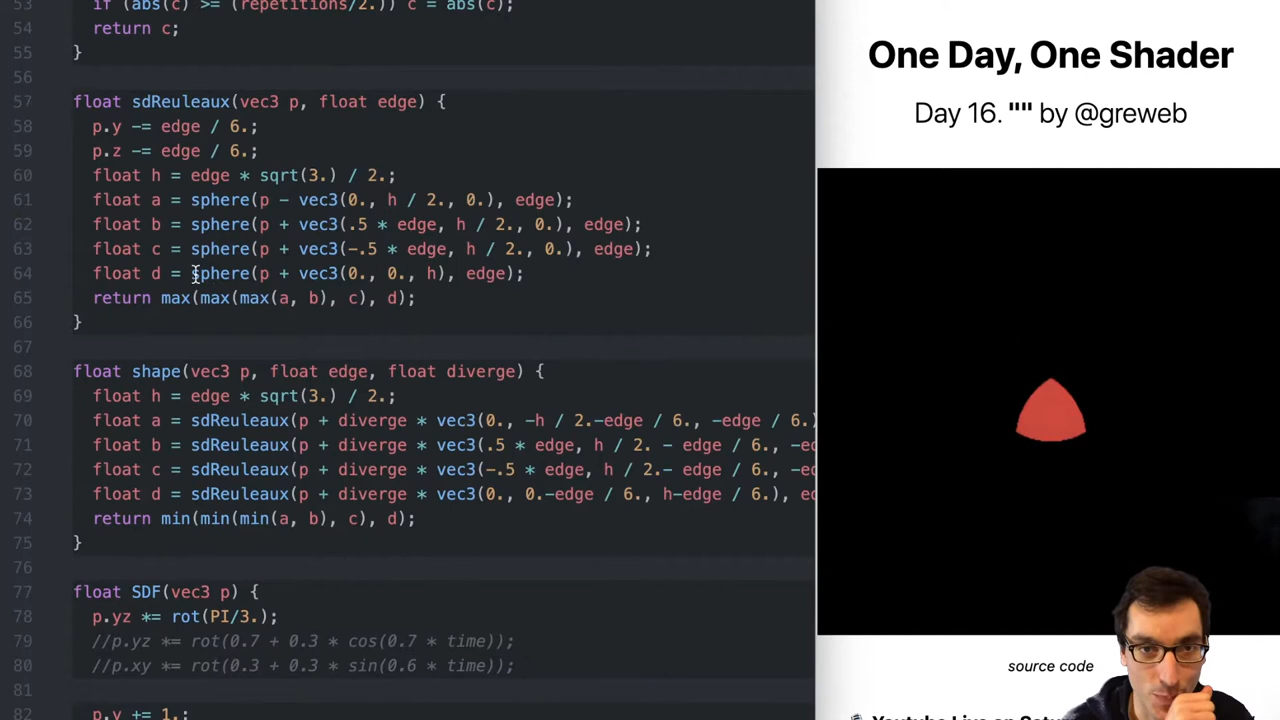 53 if (abs(c) >= (repetitions/2.)) c = abs(c);
54 return c;
55 }
56
57 float sdReuleaux(vec3 p, float edge) {
58 p.y -= edge / 6.;
59 p.z -= edge / 6.;
60 float h = edge * sqrt(3.) / 2.;
61 float a = sphere(p - vec3(0., h / 2., 0.), edge);
62 float b = sphere(p + vec3(.5 * edge, h / 2., 0.), edge);
63 float c = sphere(p + vec3(-.5 * edge, h / 2., 0.), edge);
64 float d = sphere(p + vec3(0., 0., h), edge);
65 return max(max(max(a, b), c), d);
66 }
67
68 float shape(vec3 p, float edge, float diverge) {
69 float h = edge * sqrt(3.) / 2.;
70 float a = sdReuleaux(p + diverge * vec3(0., -h / 2.-edge / 6., -edge / 6.)
71 float b = sdReuleaux(p + diverge * vec3(.5 * edge, h / 2. - edge / 6., -ed
72 float c = sdReuleaux(p + diverge * vec3(-.5 * edge, h / 2.- edge / 6., -ed
73 float d = sdReuleaux(p + diverge * vec3(0., 0.-edge / 6., h-edge / 6.), ed
74 return min(min(min(a, b), c), d);
75 }
76
77 float SDF(vec3 p) {
78 p.yz *= rot(PI/3.);
79 //p.yz *= rot(0.7 + 0.3 * cos(0.7 * time));
80 //p.xy *= rot(0.3 + 0.3 * sin(0.6 * time));
81
82 p.y += 1.;
One Day, One Shader
Day 16. "" by @greweb
source code
Youtube Live on